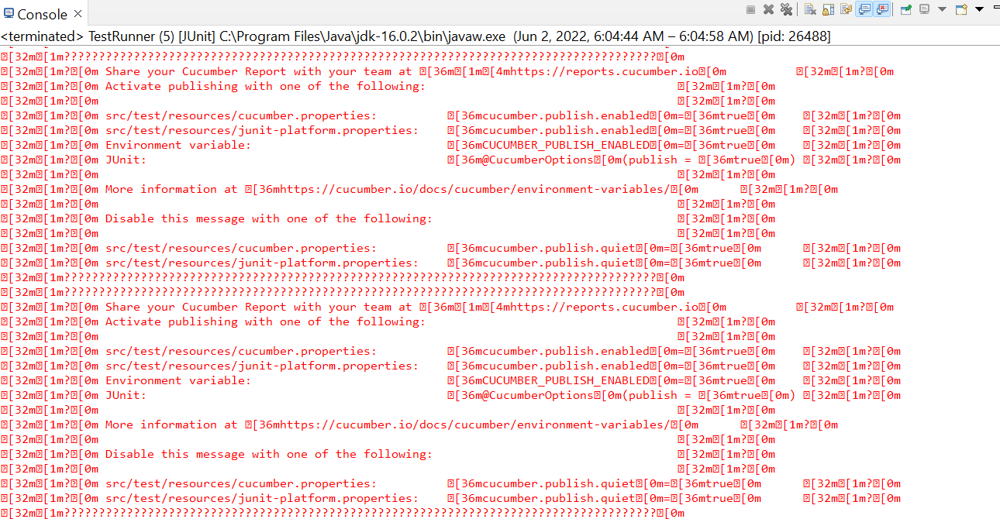 Console
<terminated> TestRunner (5) [JUnit] C:\Program Files\Java\jdk-16.0.2\bin\javaw.exe (Jun 2, 2022, 6:04:44 AM – 6:04:58 AM) [pid: 26488]
�[32m�[1m?????????????????????????????????????????????????????????????????????????????????????�[0m
�[32m�[1m?�[0m Share your Cucumber Report with your team at �[36m�[1m�[4mhttps://reports.cucumber.io�[0m �[32m�[1m?�[0m
�[32m�[1m?�[0m Activate publishing with one of the following: �[32m�[1m?�[0m
�[32m�[1m?�[0m �[32m�[1m?�[0m
�[32m�[1m?�[0m src/test/resources/cucumber.properties: �[36mcucumber.publish.enabled�[0m=�[36mtrue�[0m �[32m�[1m?�[0m
�[32m�[1m?�[0m src/test/resources/junit-platform.properties: �[36mcucumber.publish.enabled�[0m=�[36mtrue�[0m �[32m�[1m?�[0m
�[32m�[1m?�[0m Environment variable: �[36mCUCUMBER_PUBLISH_ENABLED�[0m=�[36mtrue�[0m �[32m�[1m?�[0m
�[32m�[1m?�[0m JUnit: �[36m@CucumberOptions�[0m(publish = �[36mtrue�[0m) �[32m�[1m?�[0m
�[32m�[1m?�[0m �[32m�[1m?�[0m
�[32m�[1m?�[0m More information at �[36mhttps://cucumber.io/docs/cucumber/environment-variables/�[0m �[32m�[1m?�[0m
�[32m�[1m?�[0m �[32m�[1m?�[0m
�[32m�[1m?�[0m Disable this message with one of the following: �[32m�[1m?�[0m
�[32m�[1m?�[0m �[32m�[1m?�[0m
�[32m�[1m?�[0m src/test/resources/cucumber.properties: �[36mcucumber.publish.quiet�[0m=�[36mtrue�[0m �[32m�[1m?�[0m
�[32m�[1m?�[0m src/test/resources/junit-platform.properties: �[36mcucumber.publish.quiet�[0m=�[36mtrue�[0m �[32m�[1m?�[0m
�[32m�[1m?????????????????????????????????????????????????????????????????????????????????????�[0m
�[32m�[1m?????????????????????????????????????????????????????????????????????????????????????�[0m
�[32m�[1m?�[0m Share your Cucumber Report with your team at �[36m�[1m�[4mhttps://reports.cucumber.io�[0m �[32m�[1m?�[0m
�[32m�[1m?�[0m Activate publishing with one of the following: �[32m�[1m?�[0m
�[32m�[1m?�[0m �[32m�[1m?�[0m
�[32m�[1m?�[0m src/test/resources/cucumber.properties: �[36mcucumber.publish.enabled�[0m=�[36mtrue�[0m �[32m�[1m?�[0m
�[32m�[1m?�[0m src/test/resources/junit-platform.properties: �[36mcucumber.publish.enabled�[0m=�[36mtrue�[0m �[32m�[1m?�[0m
�[32m�[1m?�[0m Environment variable: �[36mCUCUMBER_PUBLISH_ENABLED�[0m=�[36mtrue�[0m �[32m�[1m?�[0m
�[32m�[1m?�[0m JUnit: �[36m@CucumberOptions�[0m(publish = �[36mtrue�[0m) �[32m�[1m?�[0m
�[32m�[1m?�[0m �[32m�[1m?�[0m
�[32m�[1m?�[0m More information at �[36mhttps://cucumber.io/docs/cucumber/environment-variables/�[0m �[32m�[1m?�[0m
�[32m�[1m?�[0m �[32m�[1m?�[0m
�[32m�[1m?�[0m Disable this message with one of the following: �[32m�[1m?�[0m
�[32m�[1m?�[0m �[32m�[1m?�[0m
�[32m�[1m?�[0m src/test/resources/cucumber.properties: �[36mcucumber.publish.quiet�[0m=�[36mtrue�[0m �[32m�[1m?�[0m
�[32m�[1m?�[0m src/test/resources/junit-platform.properties: �[36mcucumber.publish.quiet�[0m=�[36mtrue�[0m �[32m�[1m?�[0m
�[32m�[1m?????????????????????????????????????????????????????????????????????????????????????�[0m